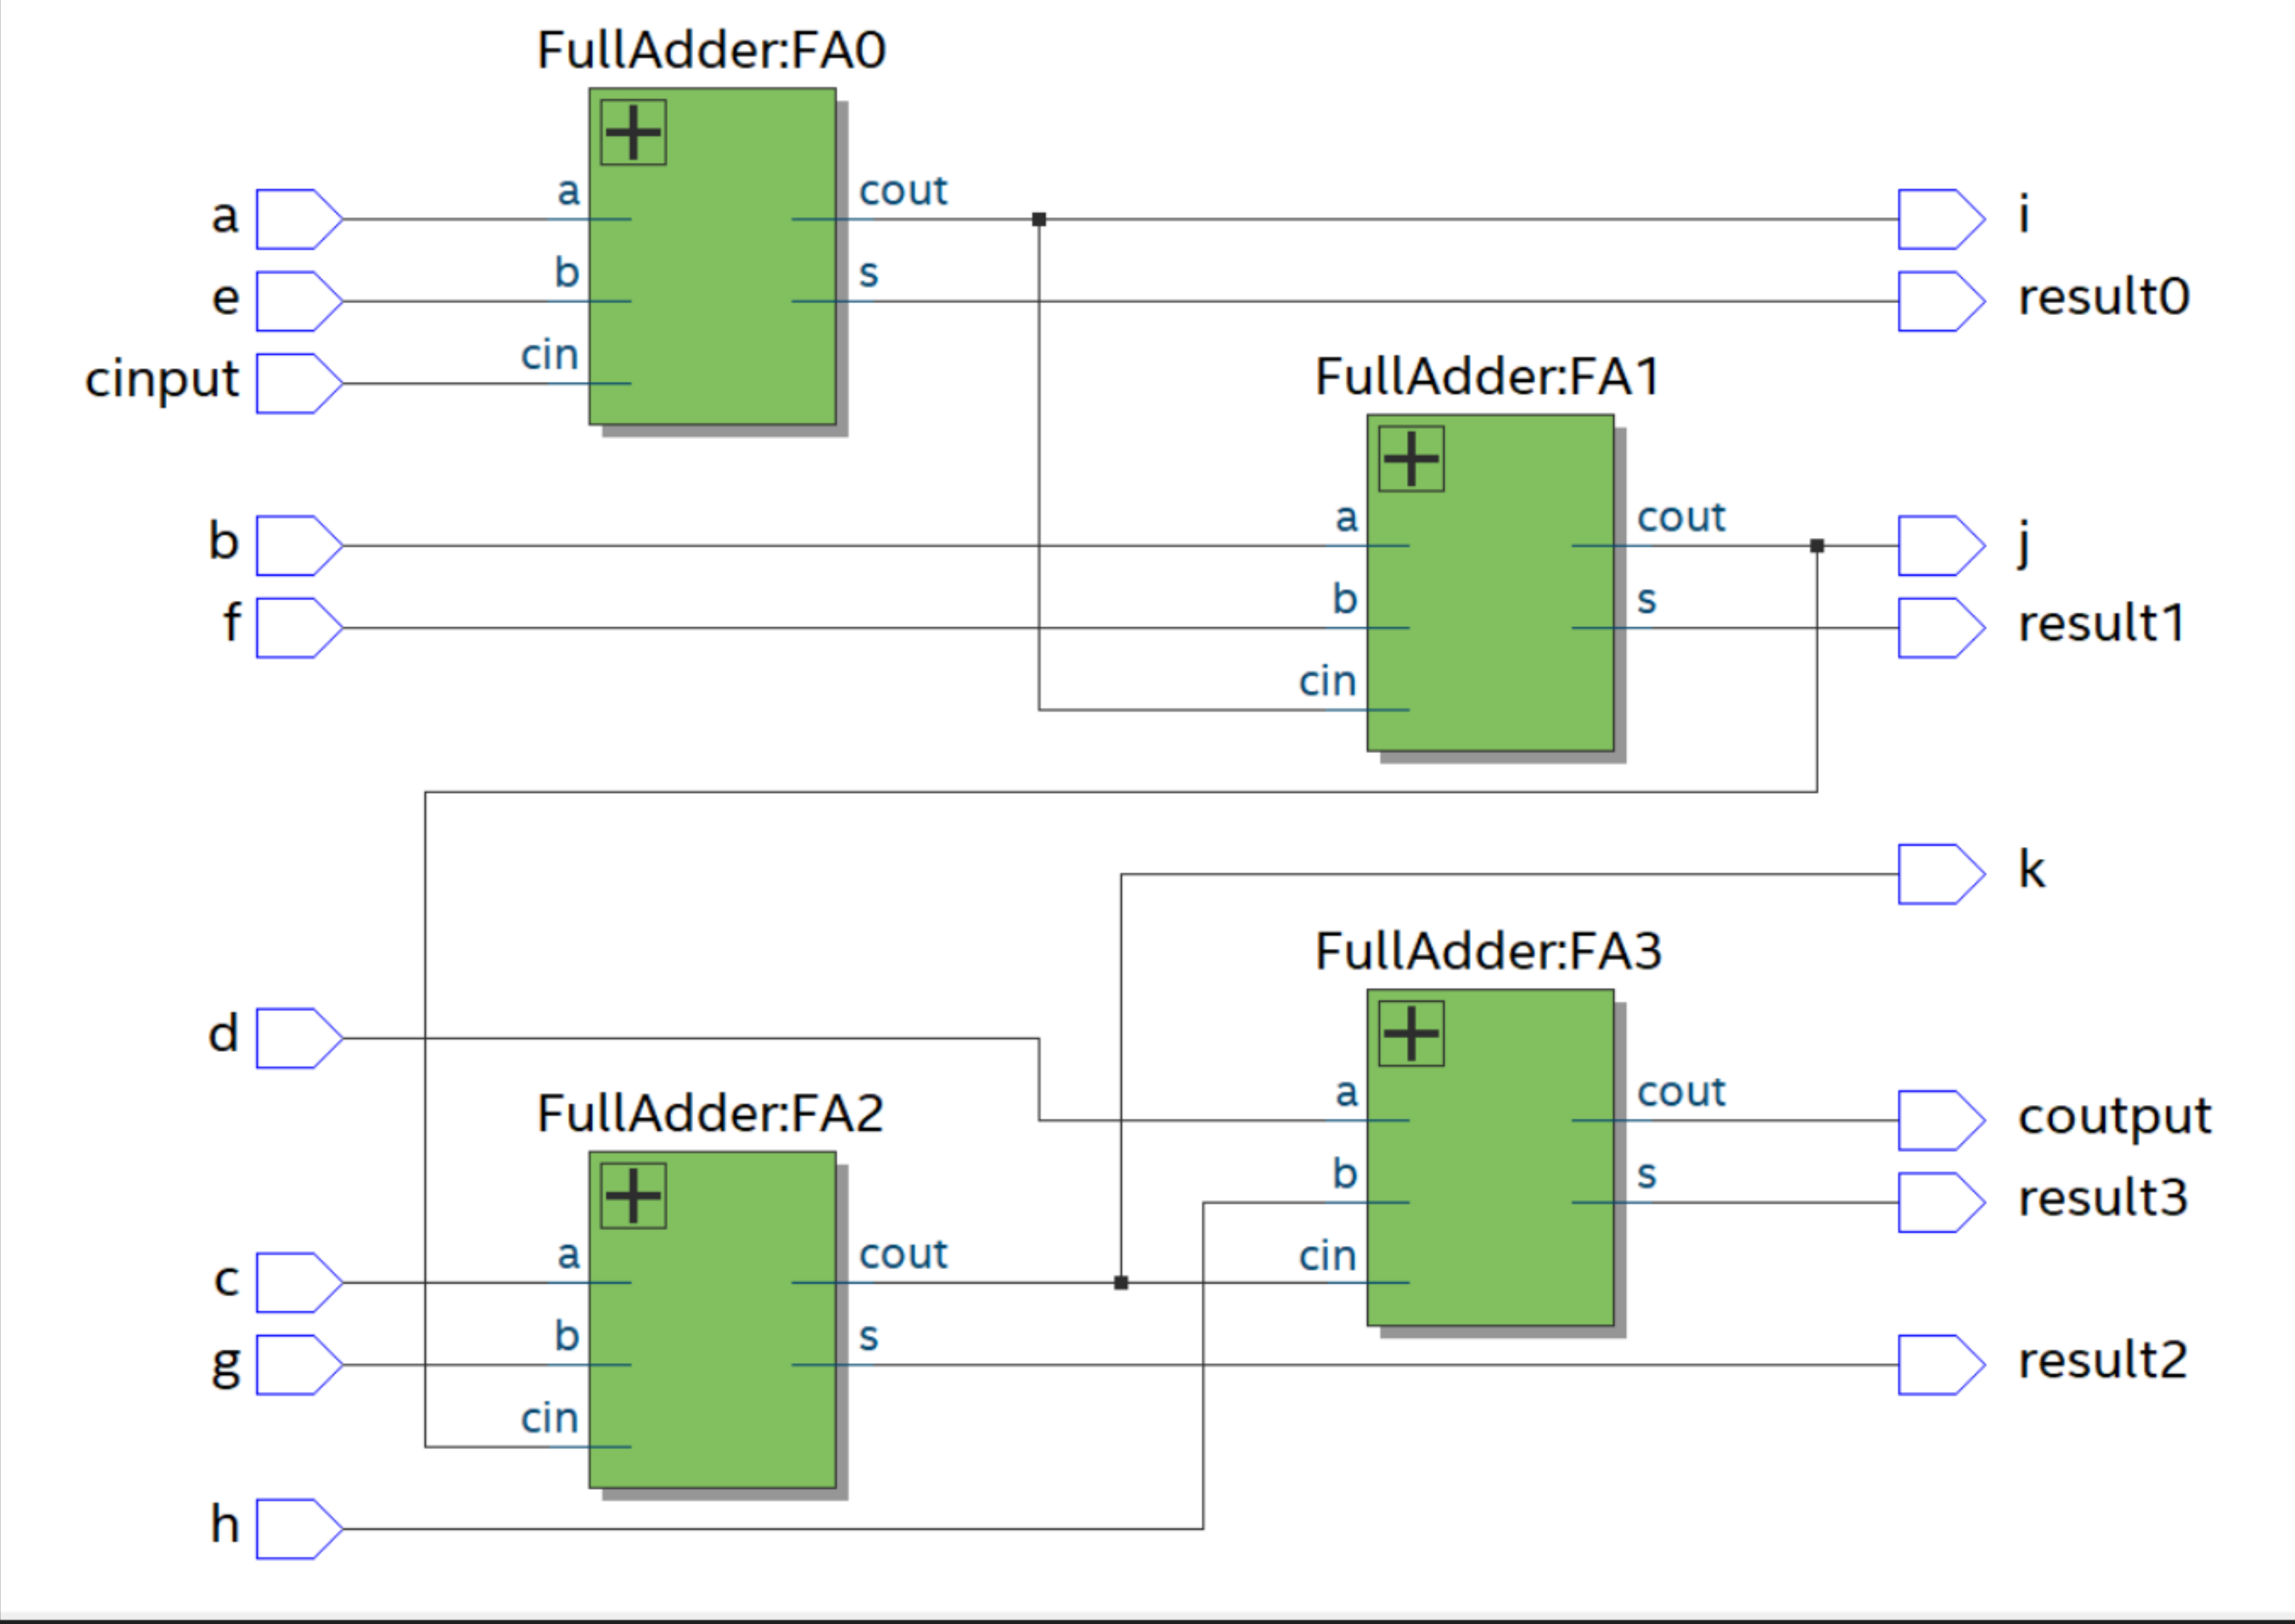 FullAdder:FA0
a
a
cout
i
e
b
s
result0
cinput
cin
FullAdder:FA1
b
a
cout
j
f
b
s
result1
cin
k
FullAdder:FA3
d
a
cout
coutput
FullAdder:FA2
b
s
result3
c
a
cout
cin
g
b
s
result2
cin
h